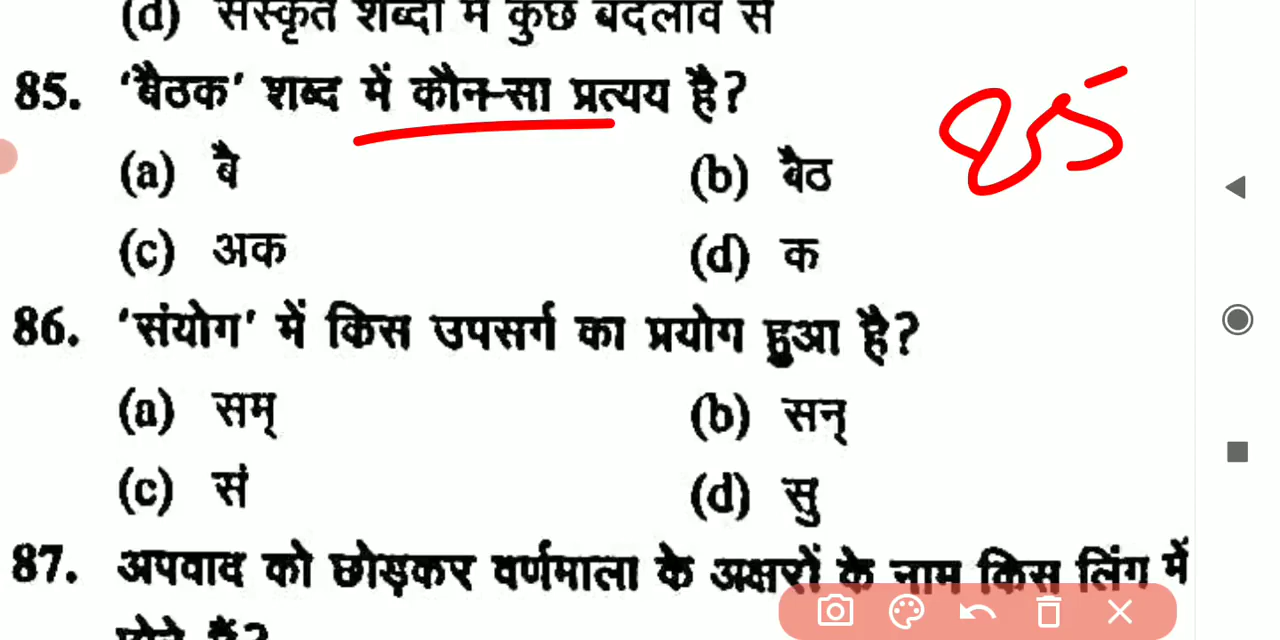 (d) संस्कृत शब्दों में कुछ बदलाव से
85. 'बैठक' शब्द में कौन-सा प्रत्यय है? 85
(a) बै (b) बैठ
(c) अक (d) क
86. 'संयोग' में किस उपसर्ग का प्रयोग हुआ है?
(a) सम् (b) सन्
(c) सं (d) सु
87. अपवाद को छोड़कर वर्णमाला के अक्षरों के नाम किस लिंग में